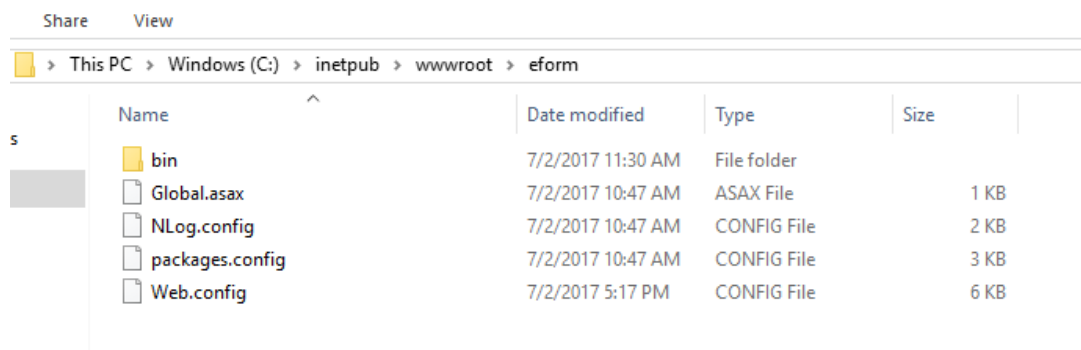 Share View
This PC > Windows (C:) > inetpub > wwwroot > eform
Name Date modified Type Size
s
bin 7/2/2017 11:30 AM File folder
Global.asax 7/2/2017 10:47 AM ASAX File 1 KB
NLog.config 7/2/2017 10:47 AM CONFIG File 2 KB
packages.config 7/2/2017 10:47 AM CONFIG File 3 KB
Web.config 7/2/2017 5:17 PM CONFIG File 6 KB